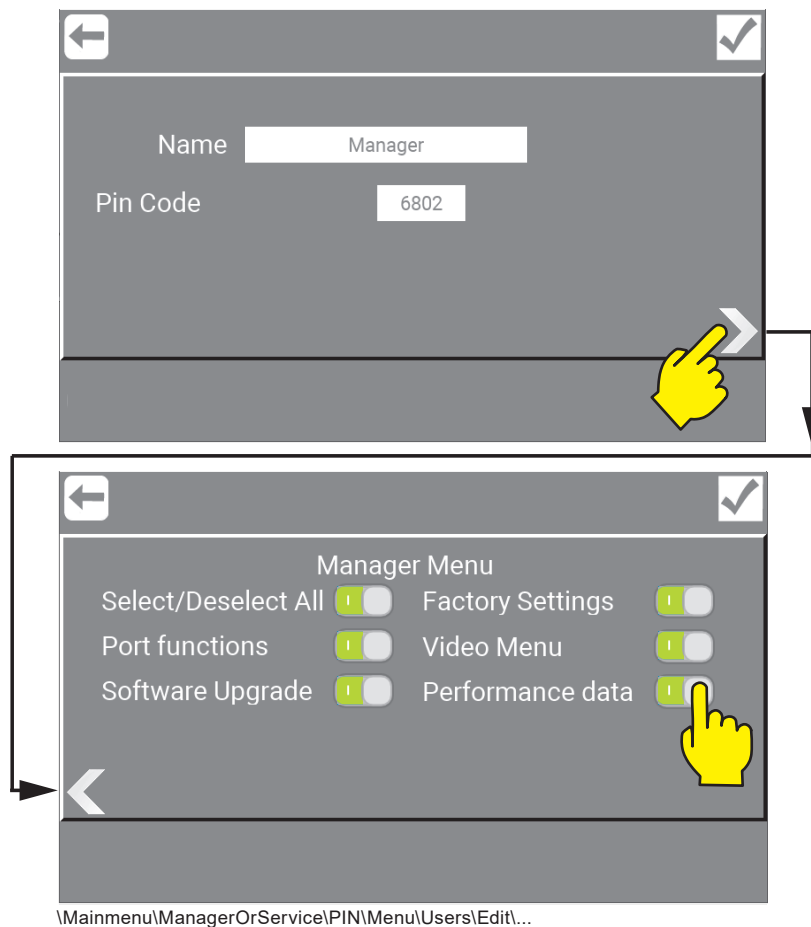 Name Manager
Pin Code 6802
Manager Menu
Select/Deselect All Factory Settings
Port functions Video Menu
Software Upgrade Performance data
\Mainmenu\ManagerOrService\PIN\Menu\Users\Edit\...